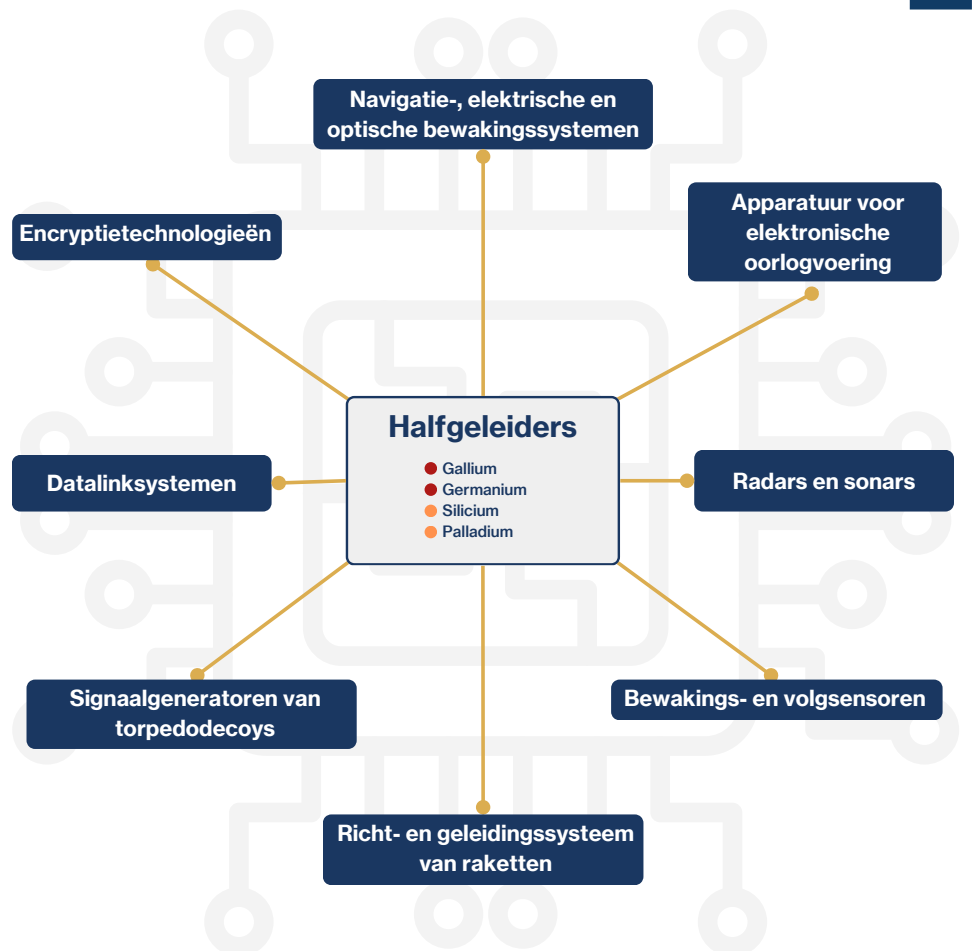 Navigatie-, elektrische en
optische bewakingssystemen
Apparatuur voor
elektronische
oorlogvoering
Encryptietechnologieën
Halfgeleiders
Gallium
Germanium
Silicium
Palladium
Datalinksystemen
Radars en sonars
Signaalgeneratoren van
torpedodecoys
Bewakings- en volgsensoren
Richt- en geleidingssysteem
van raketten